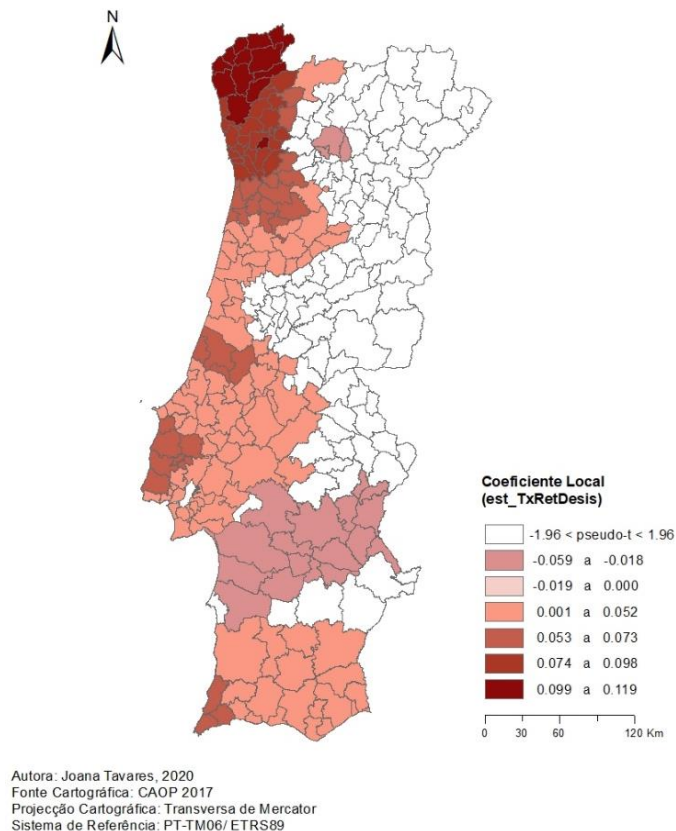 N
Coeficiente Local
(est_TxRetDesis)
-1.96 < pseudo-t < 1.96
-0.059 a -0.018
-0.019 a 0.000
0.001 a 0.052
0.053 a 0.073
0.074 a 0.098
0.099 a 0.119
0 30 60 120 Km
Autora: Joana Tavares, 2020
Fonte Cartográfica: CAOP 2017
Projecção Cartográfica: Transversa de Mercator
Sistema de Referência: PT-TM06/ ETRS89